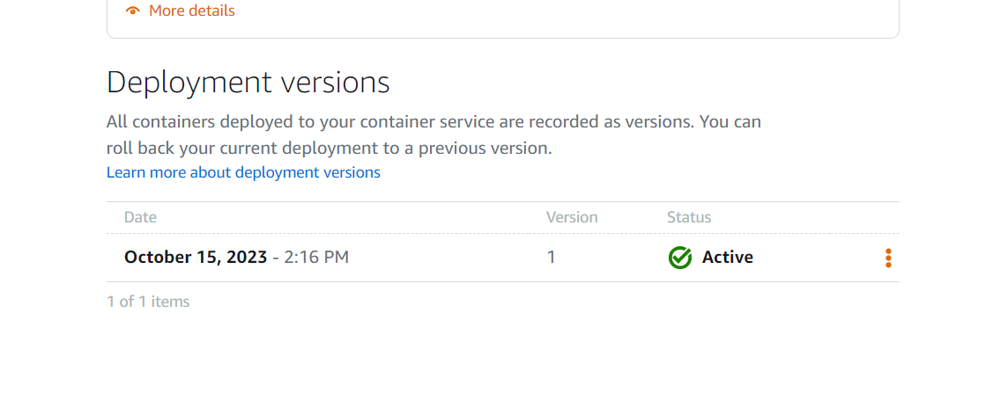 More details
Deployment versions
All containers deployed to your container service are recorded as versions. You can
roll back your current deployment to a previous version.
Learn more about deployment versions
Date Version Status
October 15, 2023 - 2:16 PM 1 Active
1 of 1 items